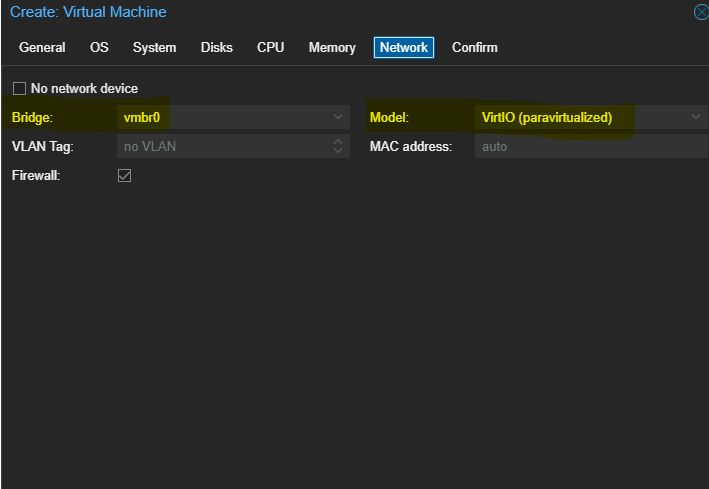 Create: Virtual Machine
General OS System Disks CPU Memory Network Confirm
No network device
Bridge: vmbr0 Model: VirtIO (paravirtualized)
VLAN Tag: no VLAN MAC address: auto
Firewall: